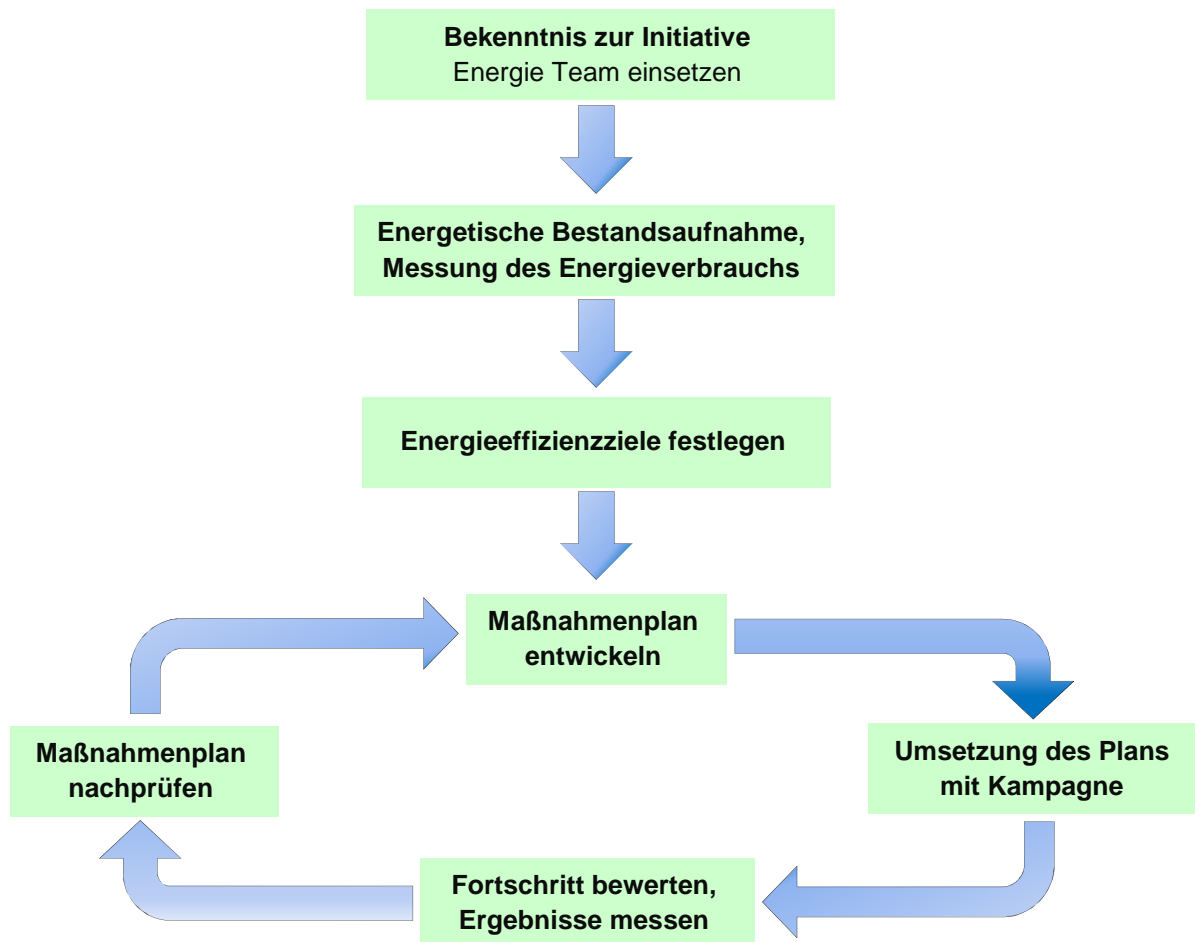 Bekenntnis zur Initiative
Energie Team einsetzen
Energetische Bestandsaufnahme,
Messung des Energieverbrauchs
Energieeffizienzziele festlegen
Maßnahmenplan
entwickeln
Umsetzung des Plans
mit Kampagne
Fortschritt bewerten,
Ergebnisse messen
Maßnahmenplan
nachprüfen